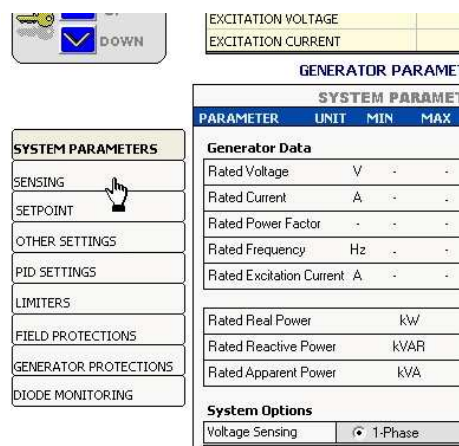 DOWN
EXCITATION VOLTAGE
EXCITATION CURRENT
SYSTEM PARAMETERS
SENSING
SETPOINT
OTHER SETTINGS
PID SETTINGS
LIMITERS
FIELD PROTECTIONS
GENERATOR PROTECTIONS
DIODE MONITORING
GENERATOR PARAMET
SYSTEM PARAMET
PARAMETER UNIT MIN MAX
Generator Data
Rated Voltage V - -
Rated Current A - -
Rated Power Factor - - -
Rated Frequency Hz - -
Rated Excitation Current A - -
Rated Real Power kW
Rated Reactive Power kVAR
Rated Apparent Power kVA
System Options
Voltage Sensing 1-Phase